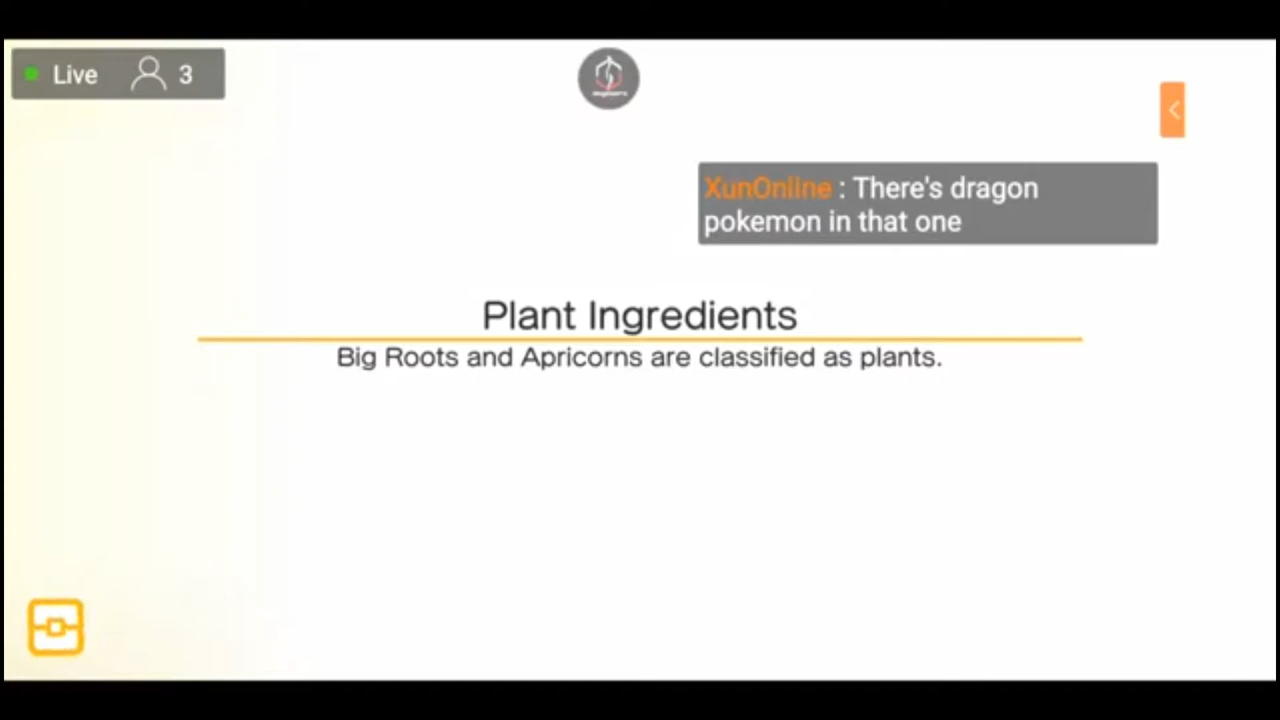 Live 3
XunOnline : There's dragon
pokemon in that one
Plant Ingredients
Big Roots and Apricorns are classified as plants.